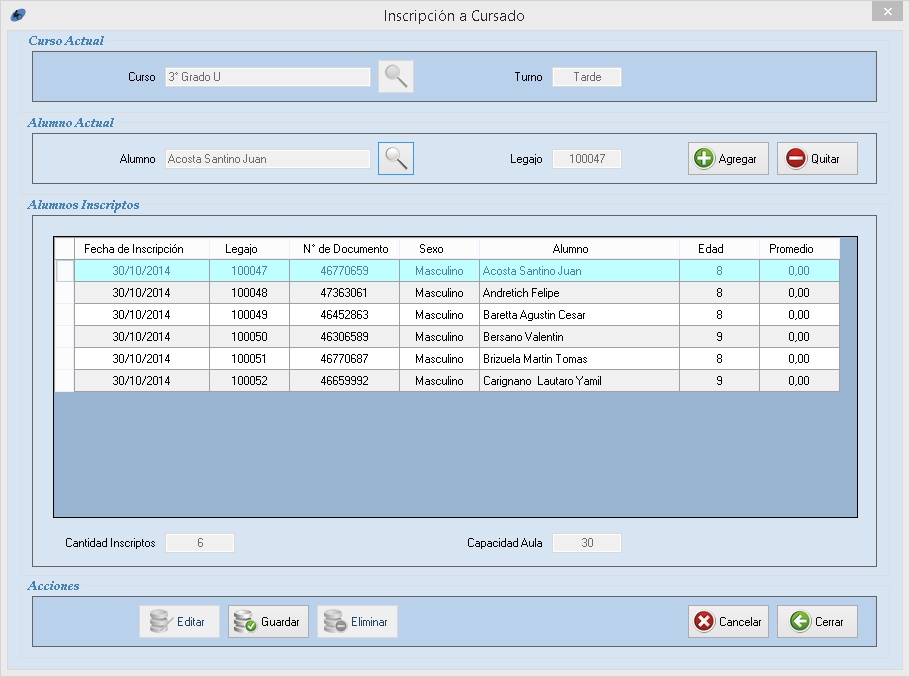 Inscripción a Cursado
Curso Actual
Curso 3° Grado U Turno Tarde
Alumno Actual
Alumno Acosta Santino Juan Legajo 100047 Agregar Quitar
Alumnos Inscriptos
Fecha de Inscripción Legajo N° de Documento Sexo Alumno Edad Promedio
30/10/2014 100047 46770659 Masculino Acosta Santino Juan 8 0,00
30/10/2014 100048 47363061 Masculino Andretich Felipe 8 0,00
30/10/2014 100049 46452863 Masculino Baretta Agustin Cesar 8 0,00
30/10/2014 100050 46306589 Masculino Bersano Valentin 9 0,00
30/10/2014 100051 46770687 Masculino Brizuela Martin Tomas 8 0,00
30/10/2014 100052 46659992 Masculino Carignano Lautaro Yamil 9 0,00
Cantidad Inscriptos 6 Capacidad Aula 30
Acciones
Editar Guardar Eliminar Cancelar Cerrar